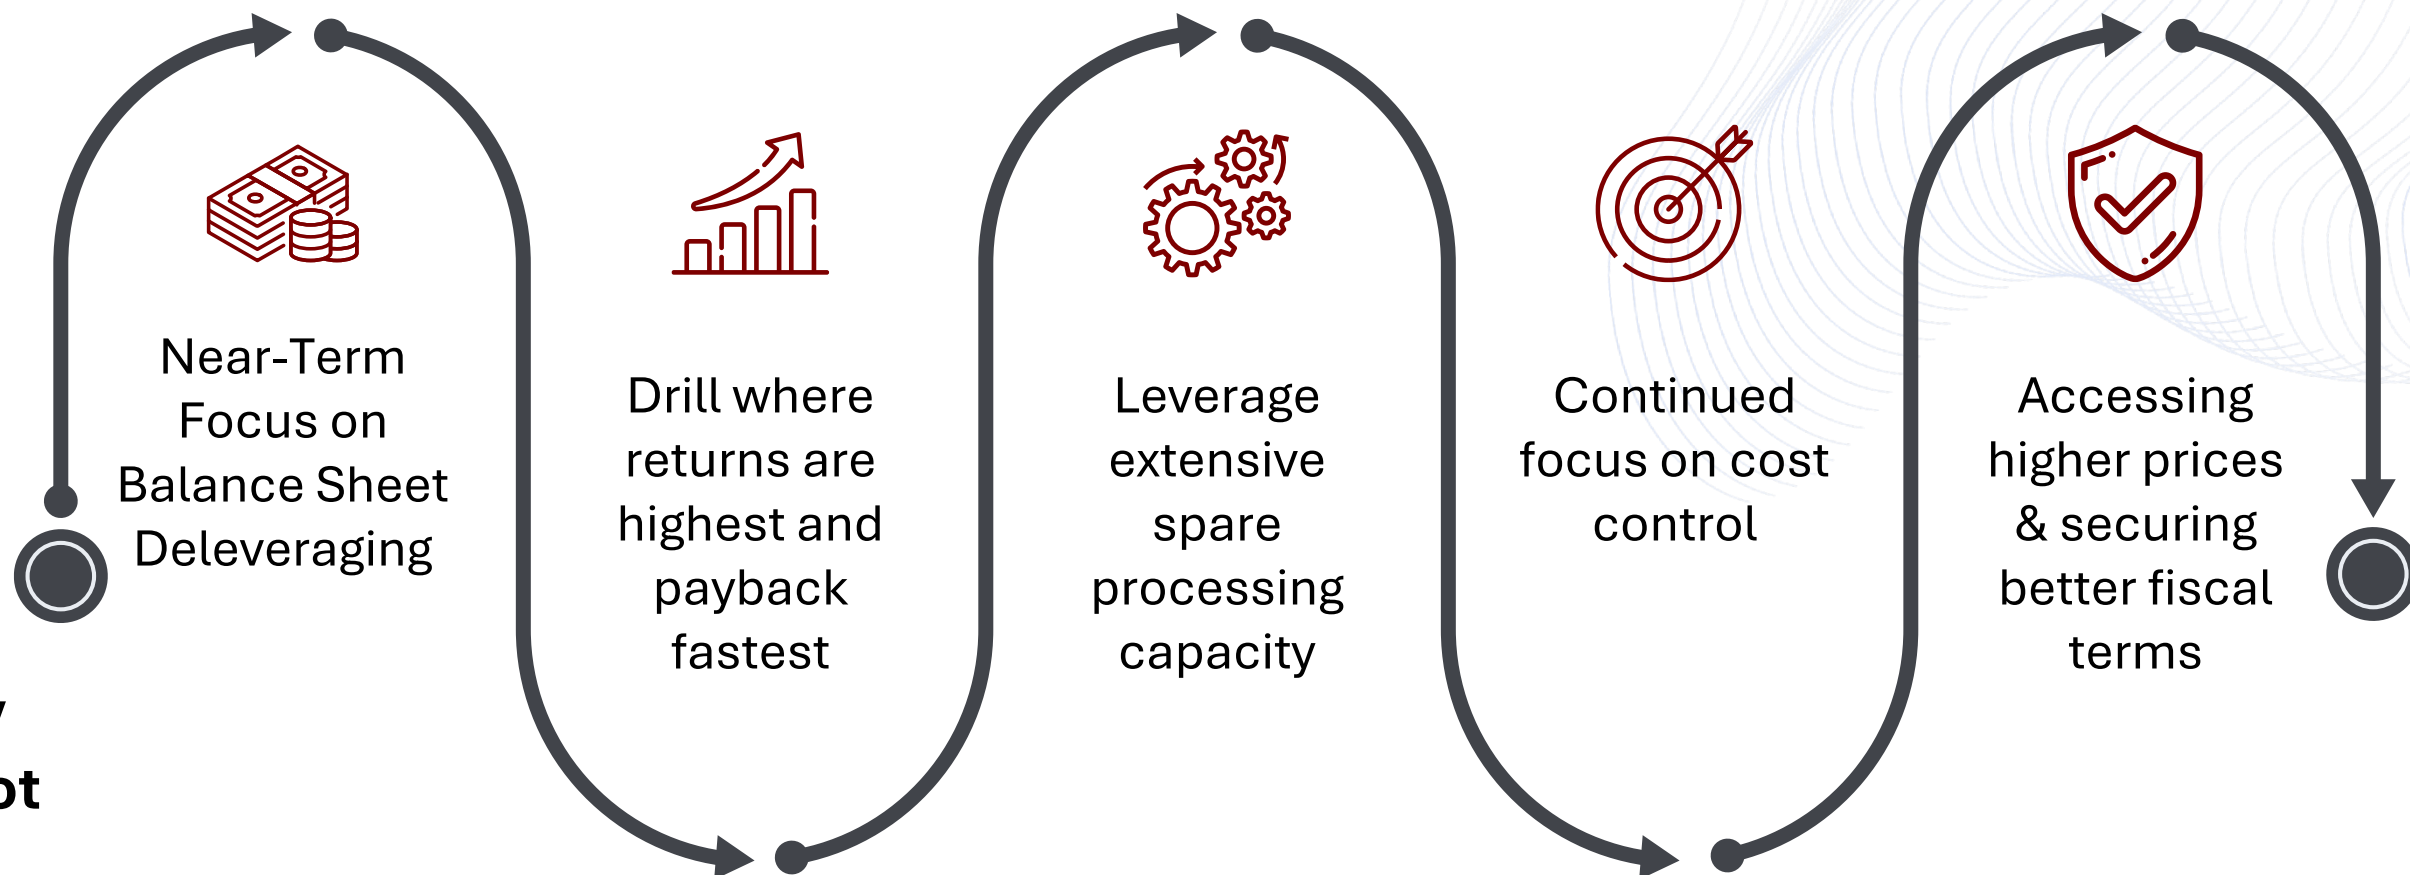 Near-Term
Focus on
Balance Sheet
Deleveraging
Drill where
returns are
highest and
payback
fastest
Leverage
extensive
spare
processing
capacity
Continued
focus on cost
control
Accessing
higher prices
& securing
better fiscal
terms